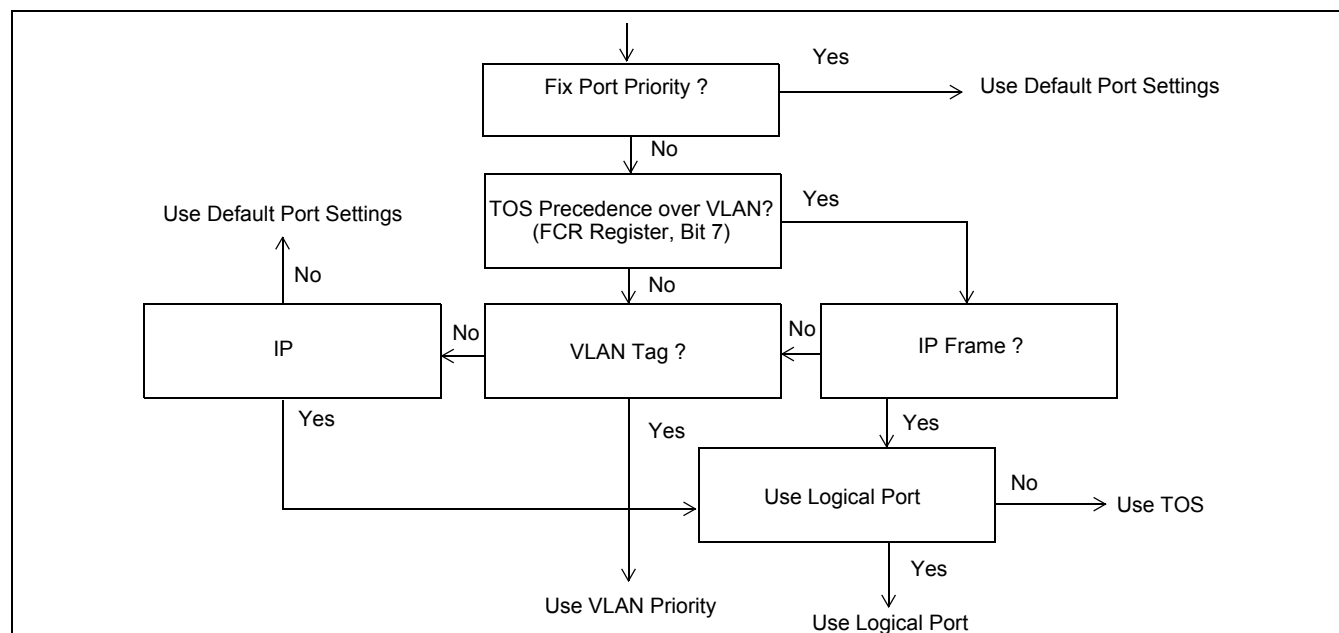 Yes
Fix Port Priority ?
Use Default Port Settings
No
TOS Precedence over VLAN?
(FCR Register, Bit 7)
Yes
Use Default Port Settings
No
No
IP
No
VLAN Tag ?
No
IP Frame ?
Yes
Yes
Yes
Use Logical Port
No
Use TOS
Yes
Use VLAN Priority
Use Logical Port